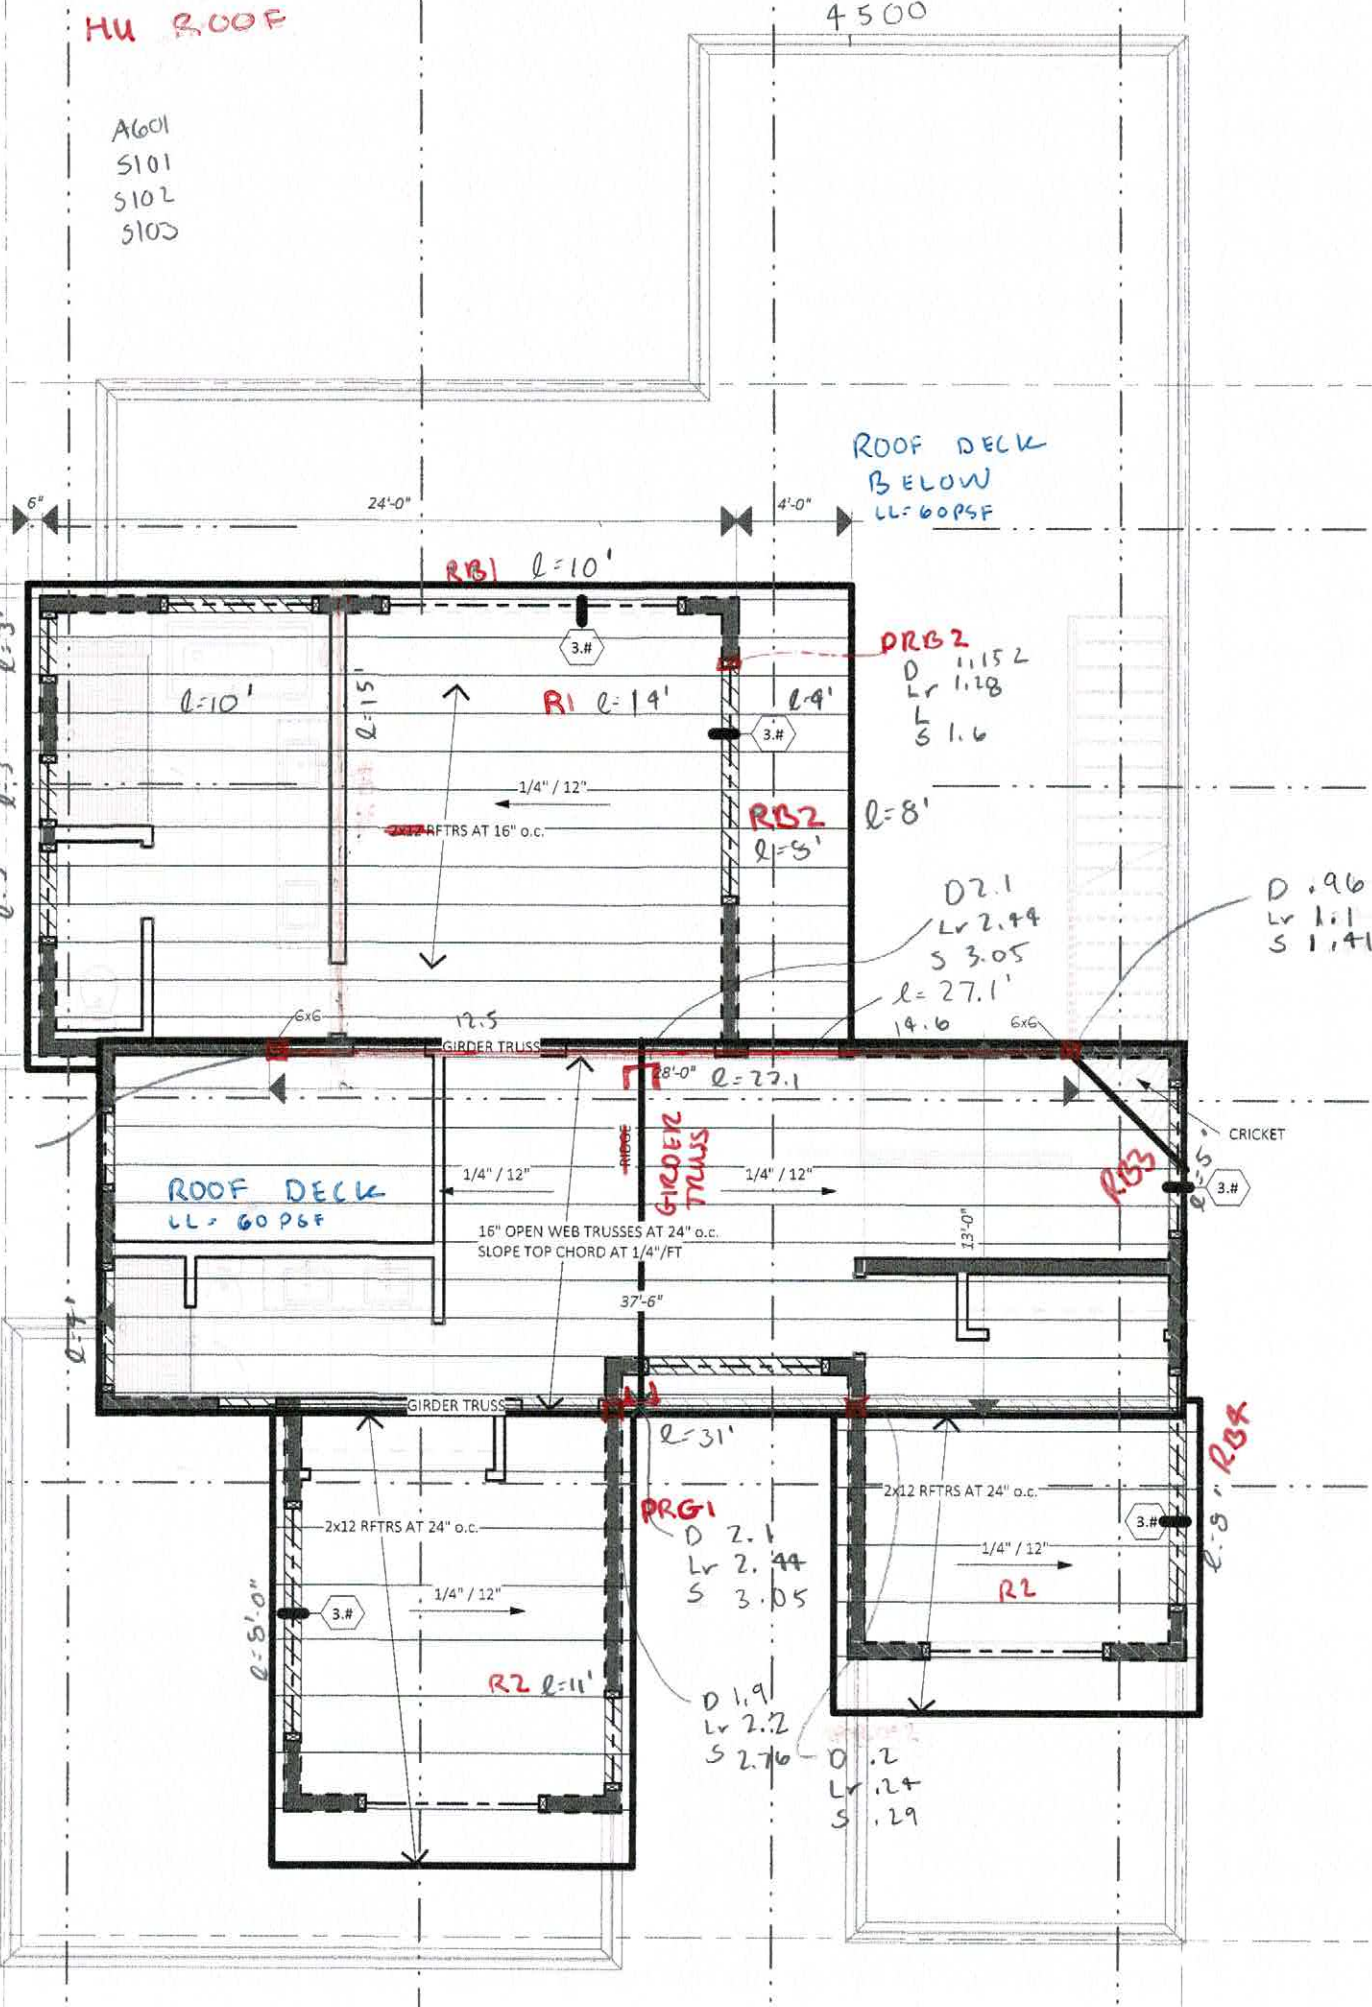 HU ROOF
4500
A601
S101
S102
S103
ROOF DECK
BELOW
LL=60PSF
6"
24'-0"
4'-0"
RB1 l=10'
3.#
l=3'
l=10'
l=15'
R1 l=14'
l=4'
3.#
PRB2
D 1.152
Lr 1.28
L
S 1.6
1/4" / 12"
2x12 RFTRS AT 16" o.c.
RB2
l=8'
l=8'
D 2.1
Lr 2.44
S 3.05
l=27.1'
14.6
D .96
Lr 1.1
S 1.41
6x6
12.5
GIRDER TRUSS
6x6
28'-0"
l=27.1
CRICKET
RIDGE
GIRDER
TRUSS
RB3
l=5'
3.#
ROOF DECK
LL=60PSF
1/4" / 12"
1/4" / 12"
16" OPEN WEB TRUSSES AT 24" o.c.
SLOPE TOP CHORD AT 1/4"/FT
13'-0"
37'-6"
l=4'
GIRDER TRUSS
l=31'
RB4
2x12 RFTRS AT 24" o.c.
PRG1
D 2.1
Lr 2.44
S 3.05
2x12 RFTRS AT 24" o.c.
3.#
1/4" / 12"
R2
1/4" / 12"
3.#
l=8'-0"
R2 l=11'
D 1.9
Lr 2.2
S 2.76
D .2
Lr .24
S .29